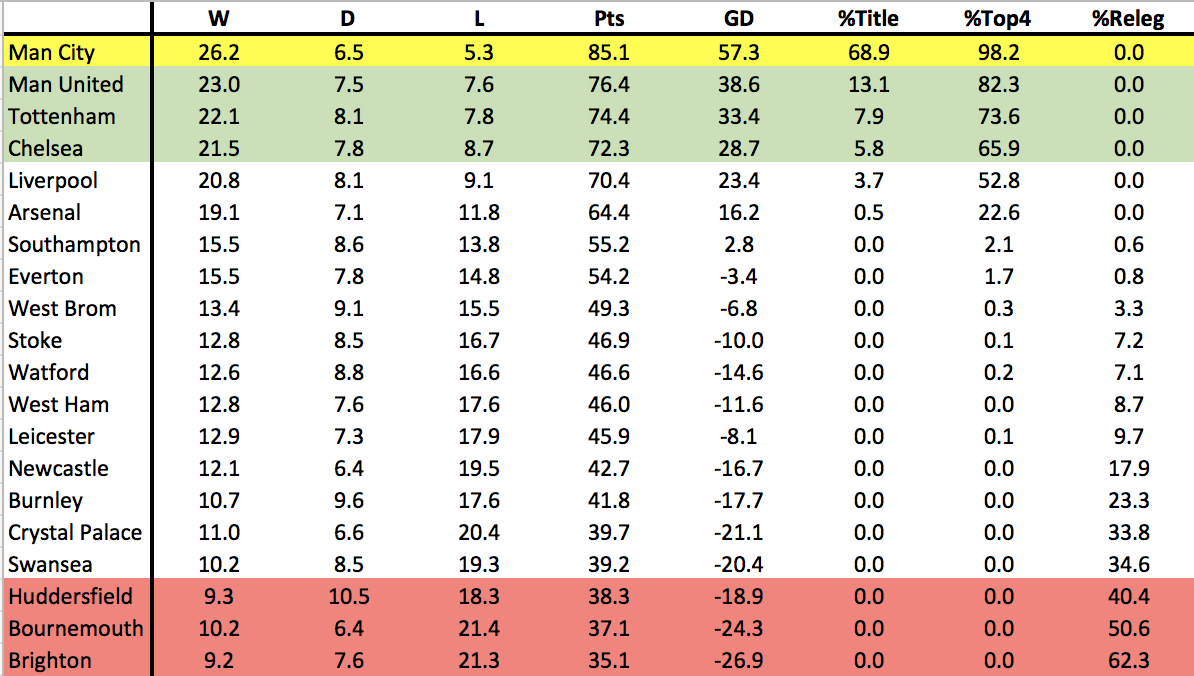 W D L Pts GD %Title %Top4 %Releg
Man City 26.2 6.5 5.3 85.1 57.3 68.9 98.2 0.0
Man United 23.0 7.5 7.6 76.4 38.6 13.1 82.3 0.0
Tottenham 22.1 8.1 7.8 74.4 33.4 7.9 73.6 0.0
Chelsea 21.5 7.8 8.7 72.3 28.7 5.8 65.9 0.0
Liverpool 20.8 8.1 9.1 70.4 23.4 3.7 52.8 0.0
Arsenal 19.1 7.1 11.8 64.4 16.2 0.5 22.6 0.0
Southampton 15.5 8.6 13.8 55.2 2.8 0.0 2.1 0.6
Everton 15.5 7.8 14.8 54.2 -3.4 0.0 1.7 0.8
West Brom 13.4 9.1 15.5 49.3 -6.8 0.0 0.3 3.3
Stoke 12.8 8.5 16.7 46.9 -10.0 0.0 0.1 7.2
Watford 12.6 8.8 16.6 46.6 -14.6 0.0 0.2 7.1
West Ham 12.8 7.6 17.6 46.0 -11.6 0.0 0.0 8.7
Leicester 12.9 7.3 17.9 45.9 -8.1 0.0 0.1 9.7
Newcastle 12.1 6.4 19.5 42.7 -16.7 0.0 0.0 17.9
Burnley 10.7 9.6 17.6 41.8 -17.7 0.0 0.0 23.3
Crystal Palace 11.0 6.6 20.4 39.7 -21.1 0.0 0.0 33.8
Swansea 10.2 8.5 19.3 39.2 -20.4 0.0 0.0 34.6
Huddersfield 9.3 10.5 18.3 38.3 -18.9 0.0 0.0 40.4
Bournemouth 10.2 6.4 21.4 37.1 -24.3 0.0 0.0 50.6
Brighton 9.2 7.6 21.3 35.1 -26.9 0.0 0.0 62.3